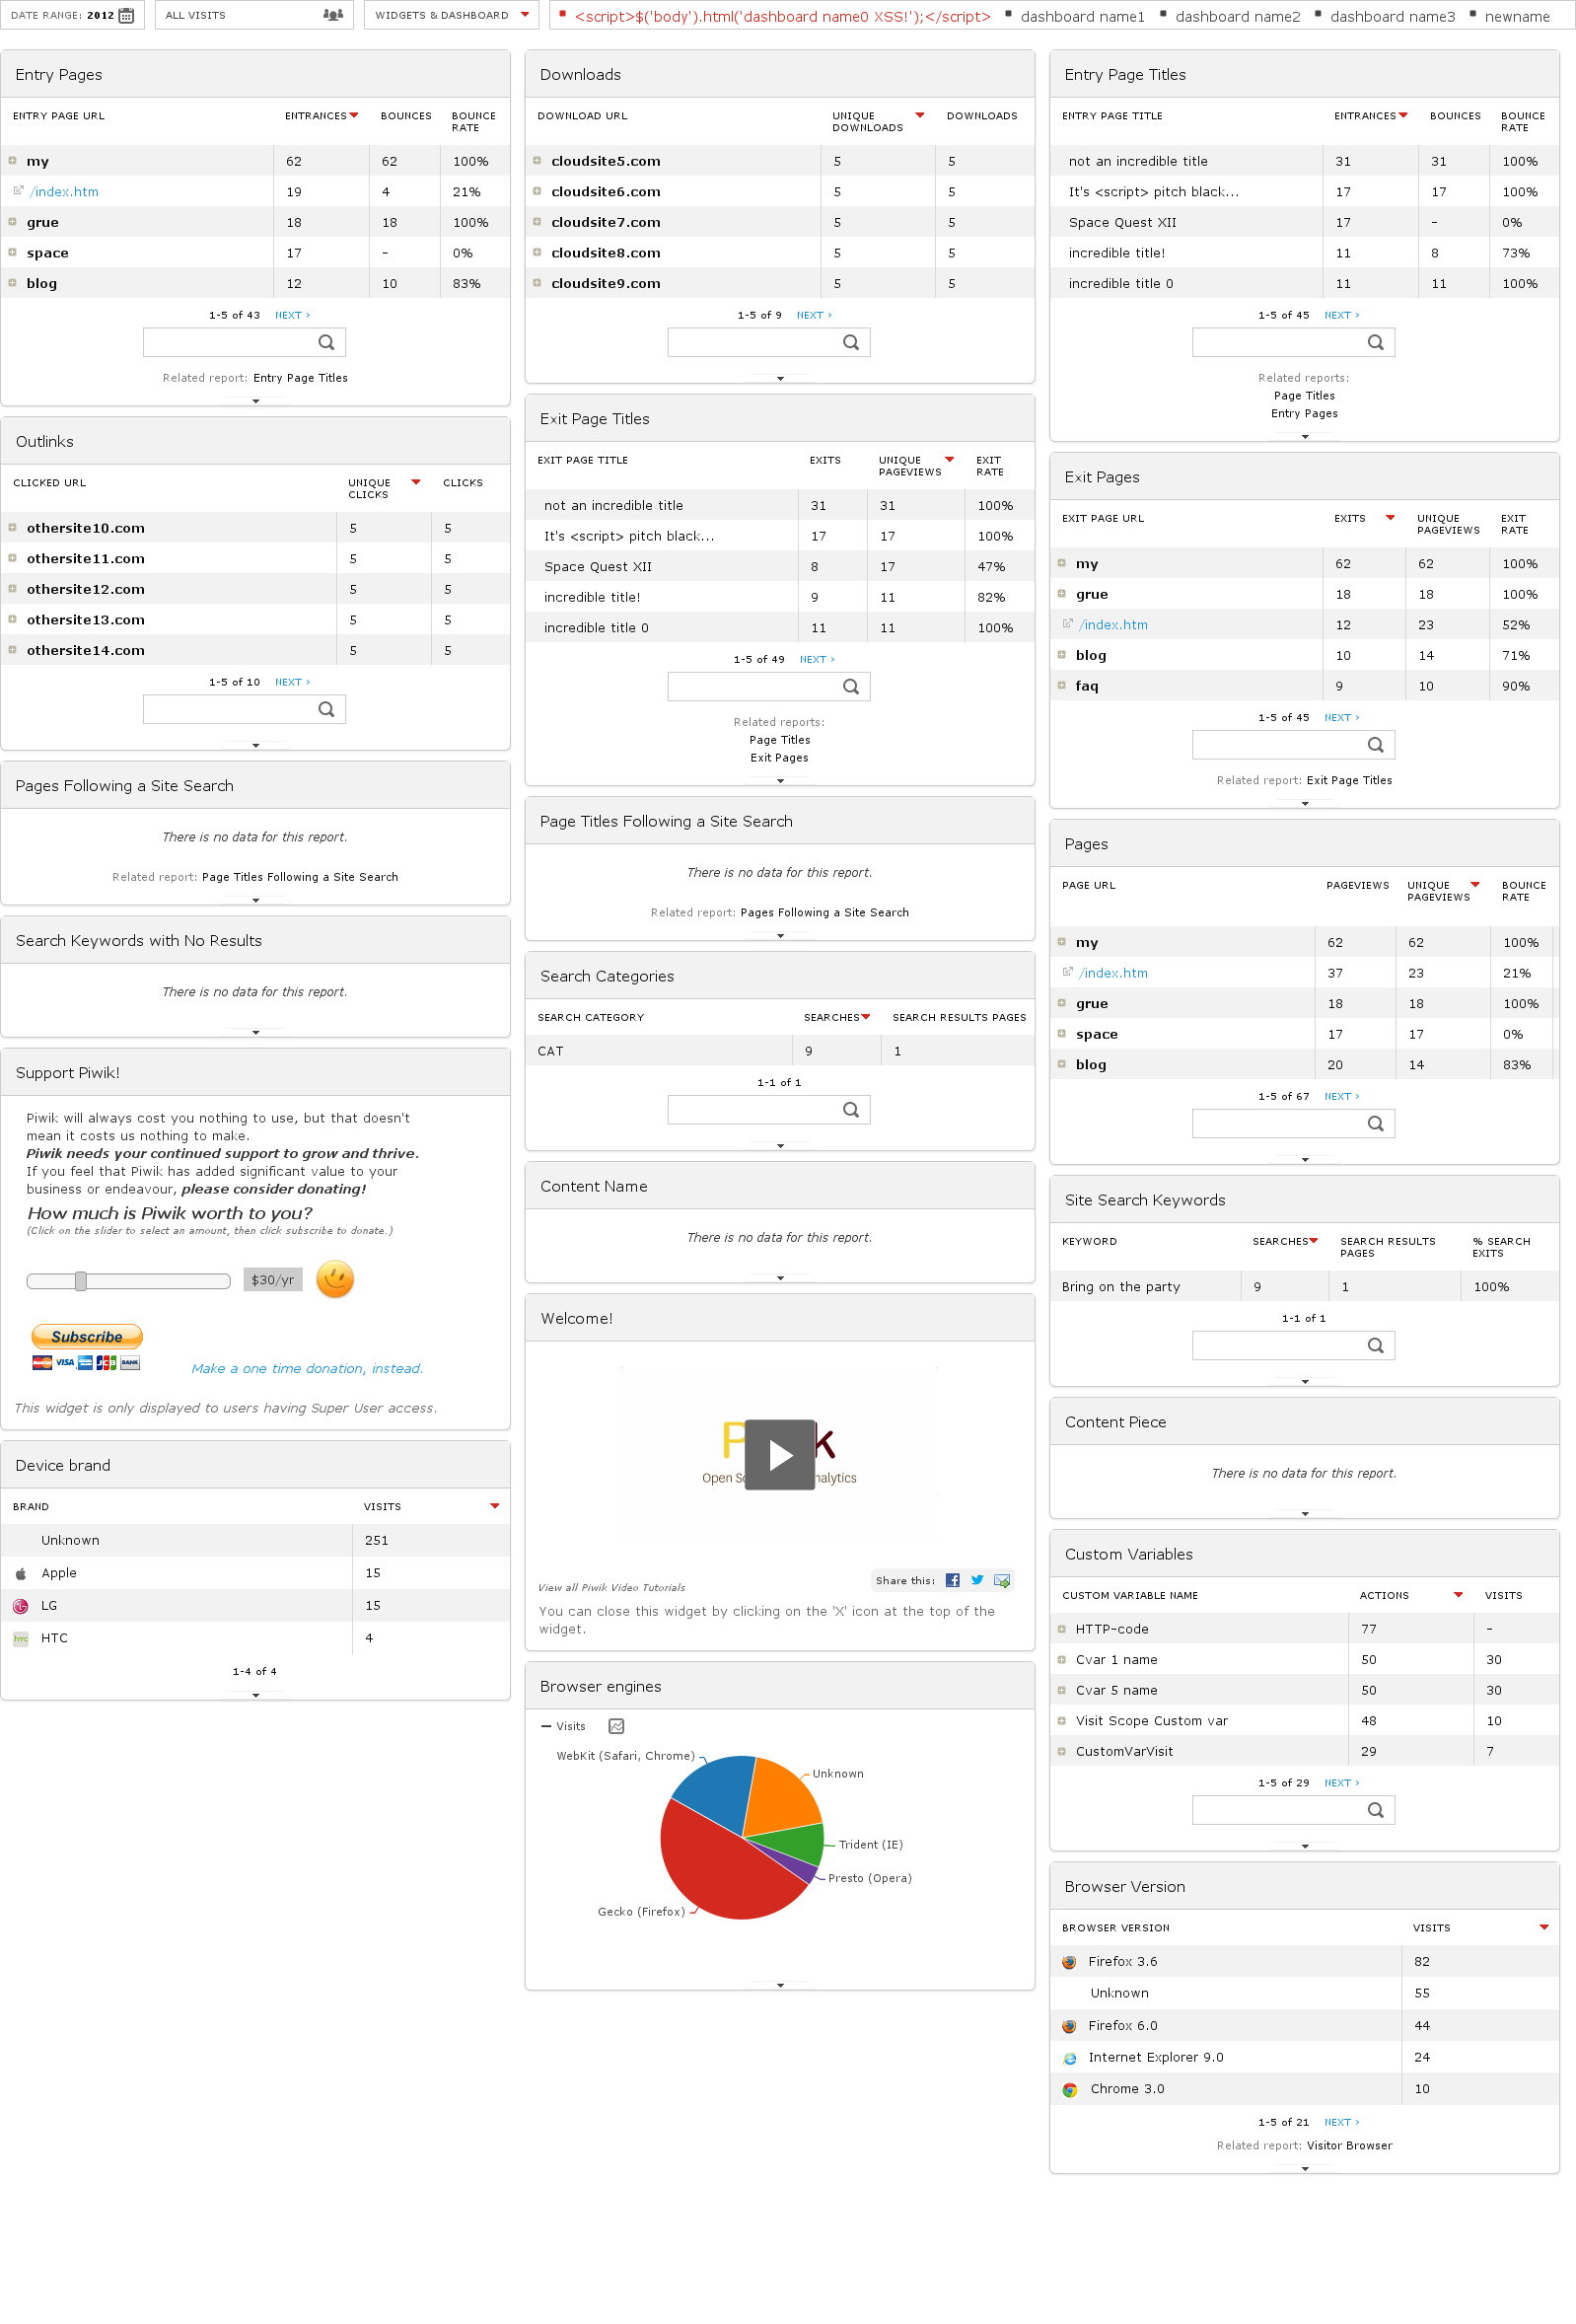 DATE RANGE: 2012
ALL VISITS
WIDGETS & DASHBOARD
<script>$('body').html('dashboard name0 XSS!');</script>
dashboard name1
dashboard name2
dashboard name3
newname
Entry Pages
ENTRY PAGE URL ENTRANCES BOUNCES BOUNCE RATE
my 62 62 100%
/index.htm 19 4 21%
grue 18 18 100%
space 17 - 0%
blog 12 10 83%
1-5 of 43 NEXT ›
Related report: Entry Page Titles
Outlinks
CLICKED URL UNIQUE CLICKS CLICKS
othersite10.com 5 5
othersite11.com 5 5
othersite12.com 5 5
othersite13.com 5 5
othersite14.com 5 5
1-5 of 10 NEXT ›
Pages Following a Site Search
There is no data for this report.
Related report: Page Titles Following a Site Search
Search Keywords with No Results
There is no data for this report.
Support Piwik!
Piwik will always cost you nothing to use, but that doesn't
mean it costs us nothing to make.
Piwik needs your continued support to grow and thrive.
If you feel that Piwik has added significant value to your
business or endeavour, please consider donating!
How much is Piwik worth to you?
(Click on the slider to select an amount, then click subscribe to donate.)
$30/yr
Subscribe
VISA JCB BANK
Make a one time donation, instead.
This widget is only displayed to users having Super User access.
Device brand
BRAND VISITS
Unknown 251
Apple 15
LG 15
hTC HTC 4
1-4 of 4
Downloads
DOWNLOAD URL UNIQUE DOWNLOADS DOWNLOADS
cloudsite5.com 5 5
cloudsite6.com 5 5
cloudsite7.com 5 5
cloudsite8.com 5 5
cloudsite9.com 5 5
1-5 of 9 NEXT ›
Exit Page Titles
EXIT PAGE TITLE EXITS UNIQUE PAGEVIEWS EXIT RATE
not an incredible title 31 31 100%
It's <script> pitch black... 17 17 100%
Space Quest XII 8 17 47%
incredible title! 9 11 82%
incredible title 0 11 11 100%
1-5 of 49 NEXT ›
Related reports:
Page Titles
Exit Pages
Page Titles Following a Site Search
There is no data for this report.
Related report: Pages Following a Site Search
Search Categories
SEARCH CATEGORY SEARCHES SEARCH RESULTS PAGES
CAT 9 1
1-1 of 1
Content Name
There is no data for this report.
Welcome!
P k
Open So nalytics
View all Piwik Video Tutorials
Share this:
You can close this widget by clicking on the 'X' icon at the top of the
widget.
Browser engines
Visits
WebKit (Safari, Chrome)
Unknown
Trident (IE)
Presto (Opera)
Gecko (Firefox)
Entry Page Titles
ENTRY PAGE TITLE ENTRANCES BOUNCES BOUNCE RATE
not an incredible title 31 31 100%
It's <script> pitch black... 17 17 100%
Space Quest XII 17 - 0%
incredible title! 11 8 73%
incredible title 0 11 11 100%
1-5 of 45 NEXT ›
Related reports:
Page Titles
Entry Pages
Exit Pages
EXIT PAGE URL EXITS UNIQUE PAGEVIEWS EXIT RATE
my 62 62 100%
grue 18 18 100%
/index.htm 12 23 52%
blog 10 14 71%
faq 9 10 90%
1-5 of 45 NEXT ›
Related report: Exit Page Titles
Pages
PAGE URL PAGEVIEWS UNIQUE PAGEVIEWS BOUNCE RATE
my 62 62 100%
/index.htm 37 23 21%
grue 18 18 100%
space 17 17 0%
blog 20 14 83%
1-5 of 67 NEXT ›
Site Search Keywords
KEYWORD SEARCHES SEARCH RESULTS PAGES % SEARCH EXITS
Bring on the party 9 1 100%
1-1 of 1
Content Piece
There is no data for this report.
Custom Variables
CUSTOM VARIABLE NAME ACTIONS VISITS
HTTP-code 77 -
Cvar 1 name 50 30
Cvar 5 name 50 30
Visit Scope Custom var 48 10
CustomVarVisit 29 7
1-5 of 29 NEXT ›
Browser Version
BROWSER VERSION VISITS
Firefox 3.6 82
Unknown 55
Firefox 6.0 44
Internet Explorer 9.0 24
Chrome 3.0 10
1-5 of 21 NEXT ›
Related report: Visitor Browser